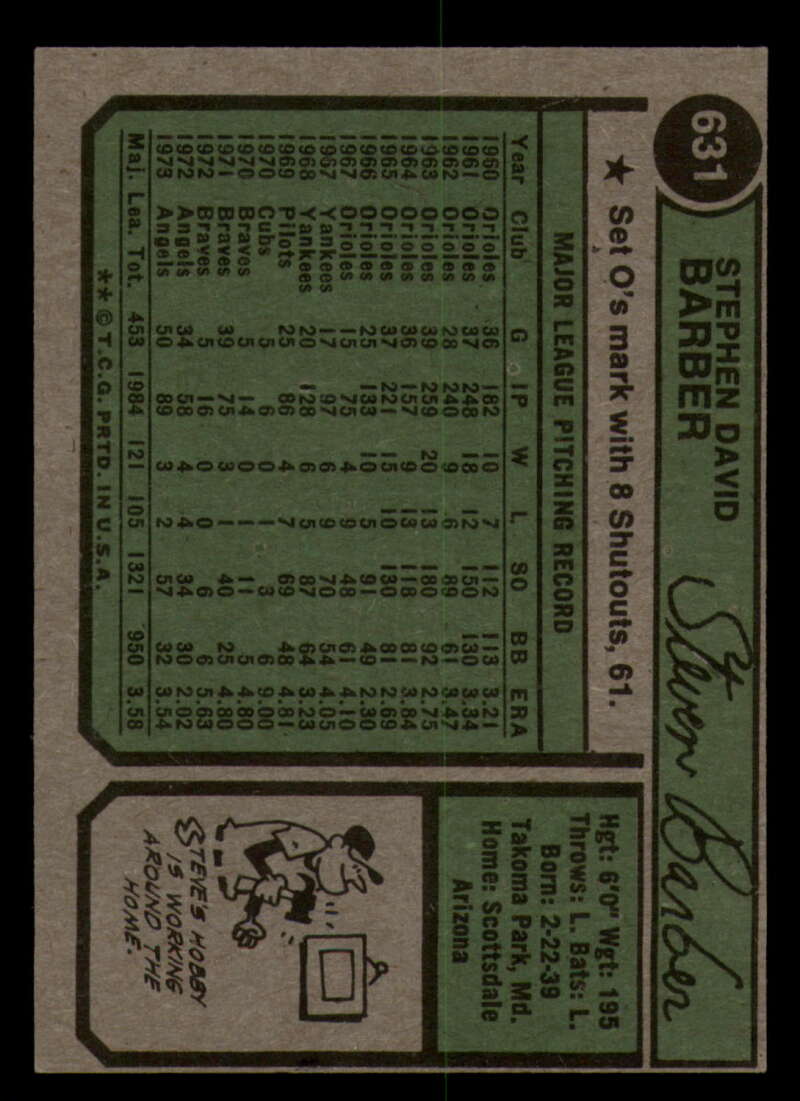 631
STEPHEN DAVID
BARBER
Steven Barber
★ Set O's mark with 8 Shutouts, 61.
MAJOR LEAGUE PITCHING RECORD
Year Club G IP W L SO BB ERA
1960 Orioles 36 182 10 7 112 113 3.21
1961 Orioles 37 248 18 12 150 130 3.34
1962 Orioles 28 140 9 6 89 61 3.47
1963 Orioles 39 259 20 13 180 92 2.75
1964 Orioles 36 157 9 13 118 81 3.84
1965 Orioles 37 221 15 10 130 81 2.69
1966 Orioles 25 133 10 5 91 49 2.30
1967 Orioles 15 75 4 9 48 61 4.10
1967 Yankees 17 97 6 9 70 54 4.05
1968 Yankees 20 128 6 5 87 64 3.23
1969 Pilots 25 86 4 7 69 48 4.81
1970 Cubs 5 6 0 1 3 6 9.00
1970 Braves 5 14 0 1 11 5 4.80
1971 Braves 39 75 3 1 40 25 4.80
1972 Braves 5 16 0 0 6 6 5.63
1972 Angels 34 58 4 4 34 30 2.02
1973 Angels 50 89 3 2 57 32 3.54
Maj. Lea. Tot. 453 1984 121 105 1321 950 3.58
**©T.C.G. PRTD. IN U.S.A.
Hgt: 6'0" Wgt: 195
Throws: L. Bats: L.
Born: 2-22-39
Takoma Park, Md.
Home: Scottsdale
Arizona
STEVE'S HOBBY
IS WORKING
AROUND THE
HOME.